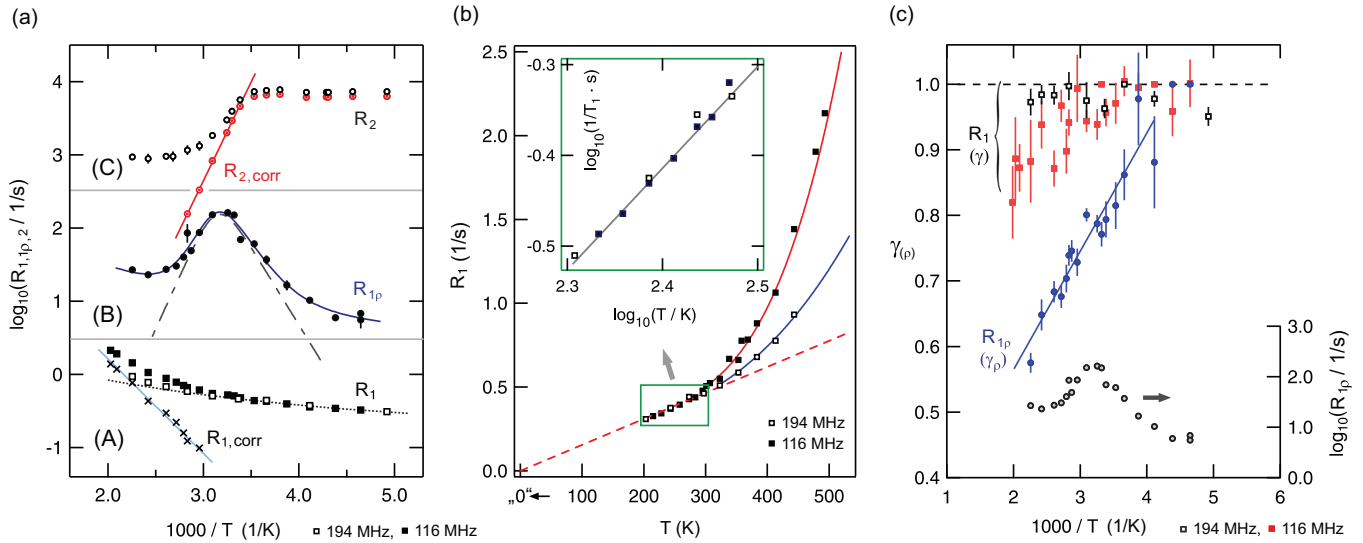 (a)
log10(R1,1ρ,2 / 1/s)
5
4
3
2
1
0
-1
R2
(C)
R2,corr
R1ρ
(B)
R1
(A)
R1,corr
2.0 3.0 4.0 5.0
1000 / T (1/K)
194 MHz, 116 MHz
(b)
R1 (1/s)
2.5
2.0
1.5
1.0
0.5
0.0
-0.3
-0.4
-0.5
log10(1/T1 · s)
2.3 2.4 2.5
log10(T / K)
194 MHz
116 MHz
„0“ 100 200 300 400 500
T (K)
(c)
γ(ρ)
1.0
0.9
0.8
0.7
0.6
0.5
0.4
R1
(γ)
R1ρ
(γρ)
3.0
2.0
1.0
0.0
log10(R1ρ / 1/s)
1 2 3 4 5 6
1000 / T (1/K)
194 MHz 116 MHz